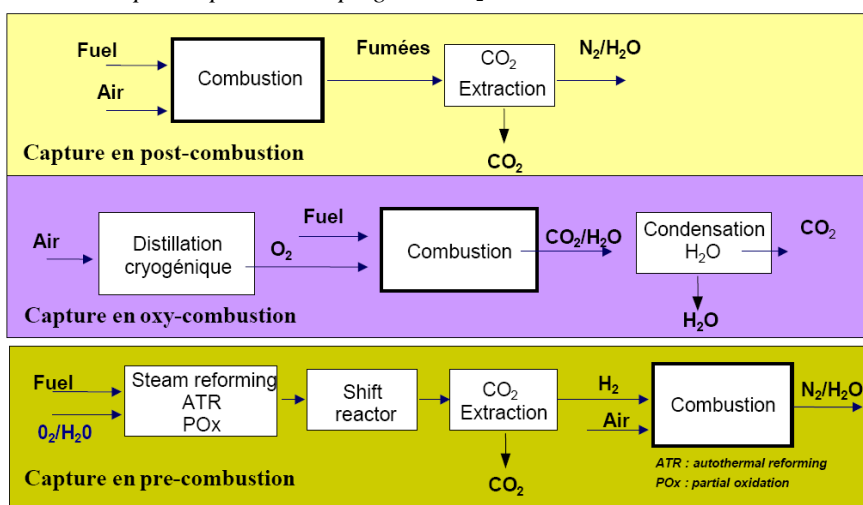 Fuel
Air
Combustion
Fumées
CO₂
Extraction
N₂/H₂O
CO₂
Capture en post-combustion
Air
Distillation
cryogénique
O₂
Fuel
Combustion
CO₂/H₂O
Condensation
H₂O
CO₂
H₂O
Capture en oxy-combustion
Fuel
0₂/H₂0
Steam reforming
ATR
POx
Shift
reactor
CO₂
Extraction
H₂
Air
Combustion
N₂/H₂O
CO₂
ATR : autothermal reforming
POx : partial oxidation
Capture en pre-combustion